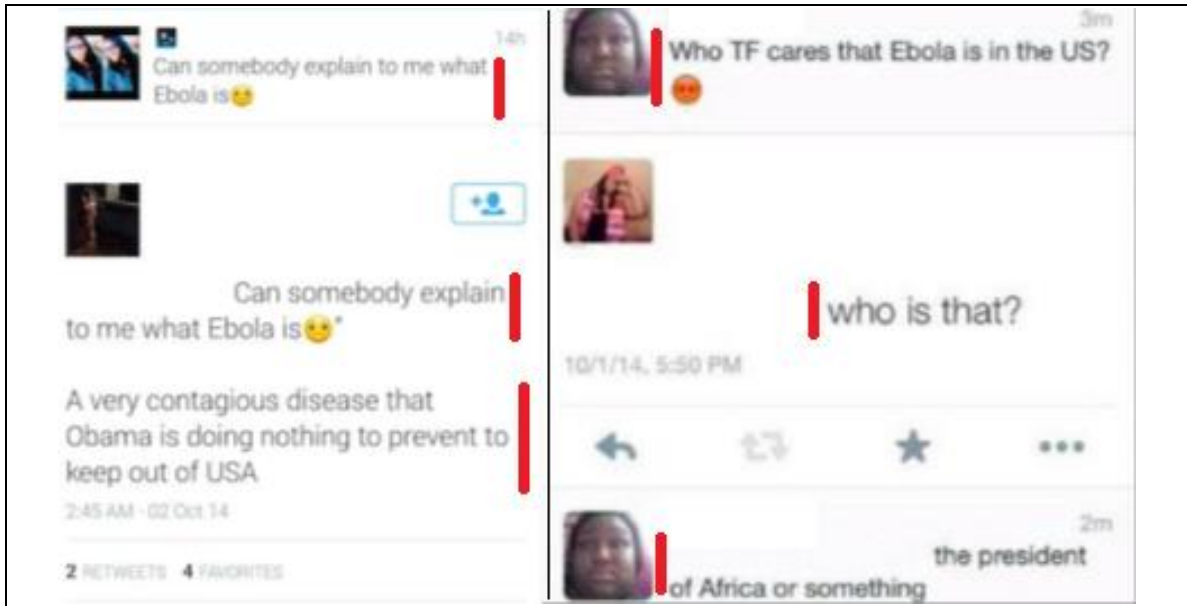 14h
Can somebody explain to me what
Ebola is😕
Can somebody explain
to me what Ebola is😕"
A very contagious disease that
Obama is doing nothing to prevent to
keep out of USA
2:45 AM · 02 Oct 14
2 RETWEETS 4 FAVORITES
3m
Who TF cares that Ebola is in the US?
😡
who is that?
10/1/14, 5:50 PM
2m
the president
of Africa or something